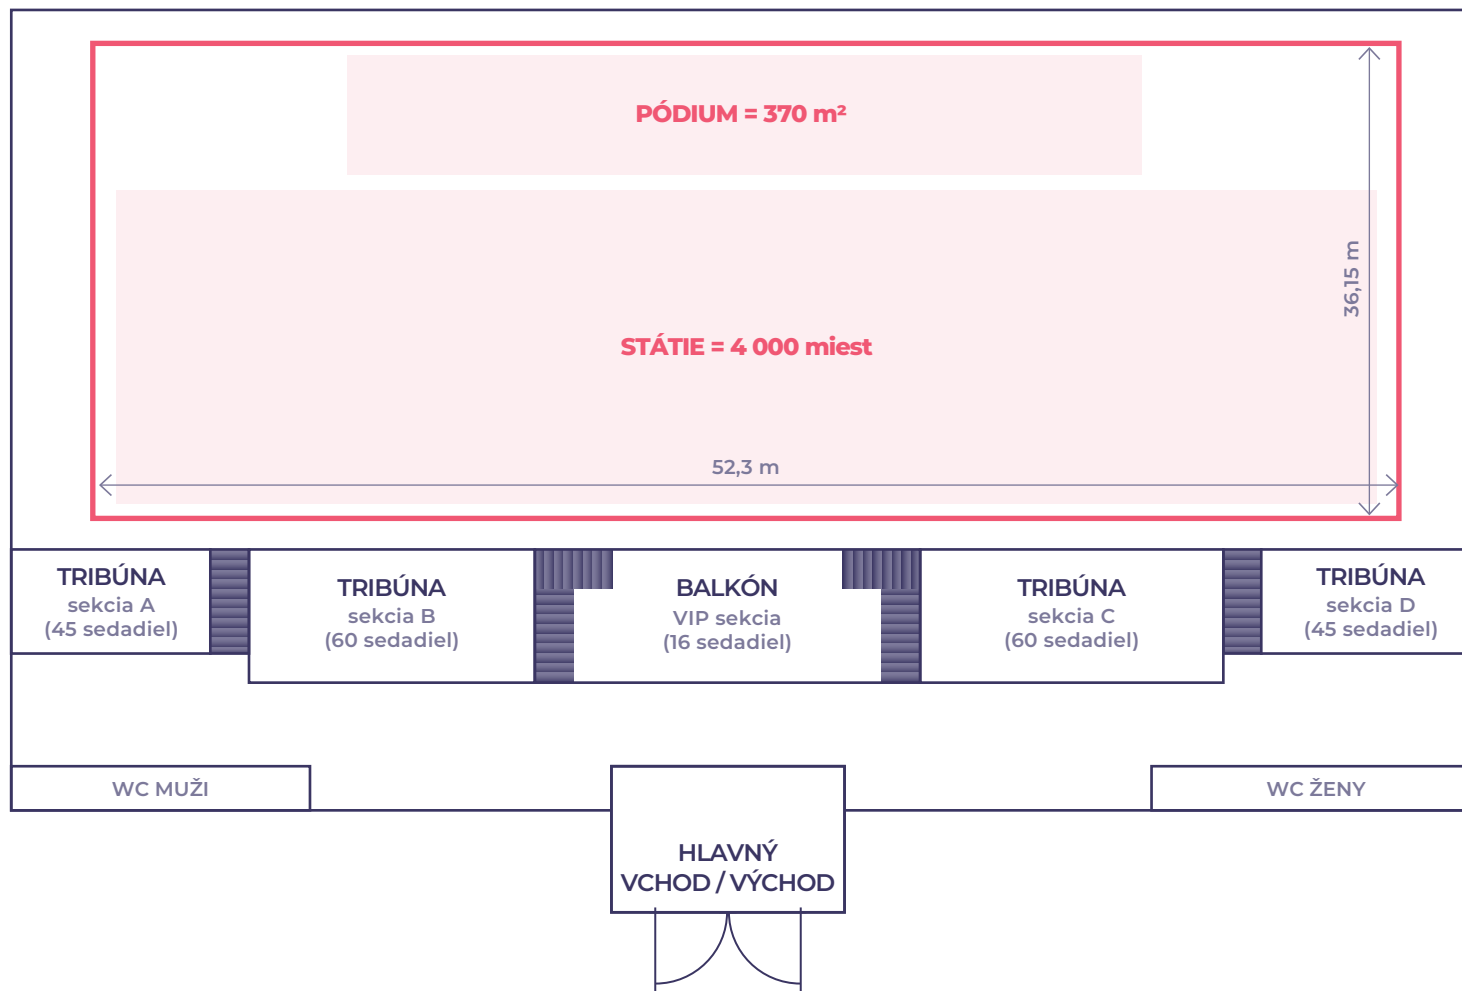 PÓDIUM = 370 m²
36,15 m
STÁTIE = 4 000 miest
52,3 m
TRIBÚNA
sekcia A
(45 sedadiel)
TRIBÚNA
sekcia B
(60 sedadiel)
BALKÓN
VIP sekcia
(16 sedadiel)
TRIBÚNA
sekcia C
(60 sedadiel)
TRIBÚNA
sekcia D
(45 sedadiel)
WC MUŽI
WC ŽENY
HLAVNÝ
VCHOD / VÝCHOD